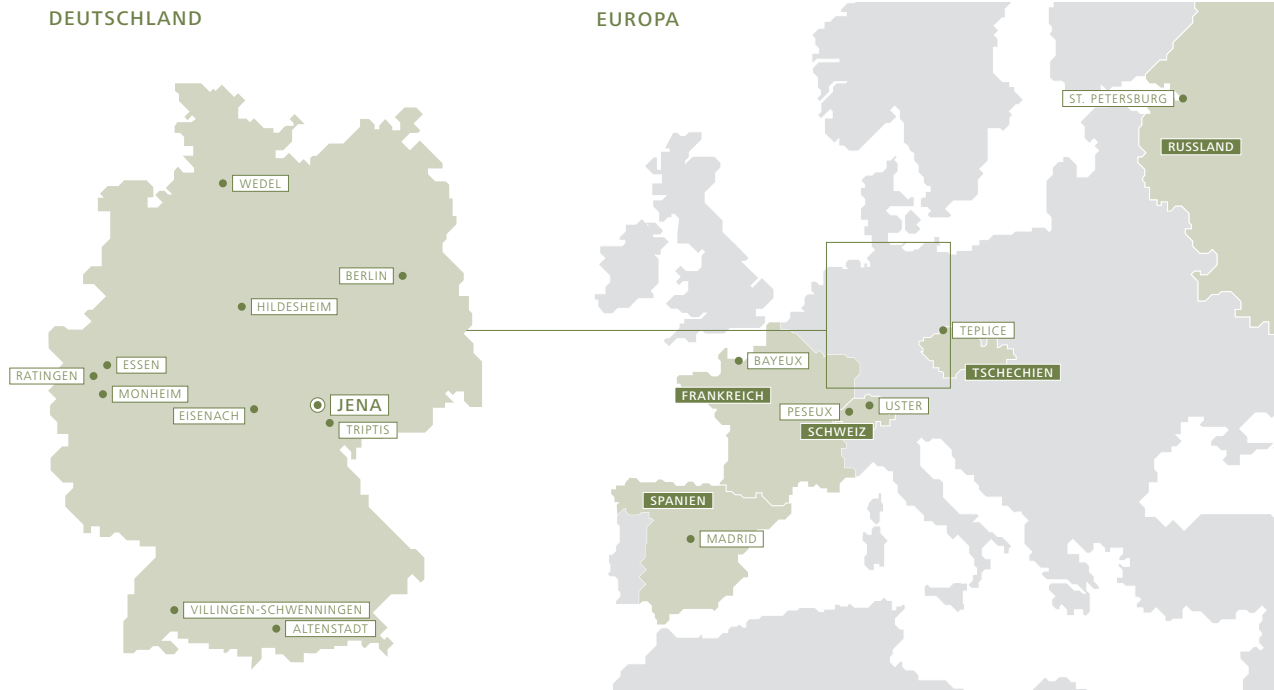 DEUTSCHLAND
WEDEL
BERLIN
HILDESHEIM
ESSEN
RATINGEN
MONHEIM
EISENACH
JENA
TRIPTIS
VILLINGEN-SCHWENNINGEN
ALTENSTADT
EUROPA
ST. PETERSBURG
RUSSLAND
TEPLICE
TSCHECHIEN
BAYEUX
FRANKREICH
PESEUX
USTER
SCHWEIZ
SPANIEN
MADRID